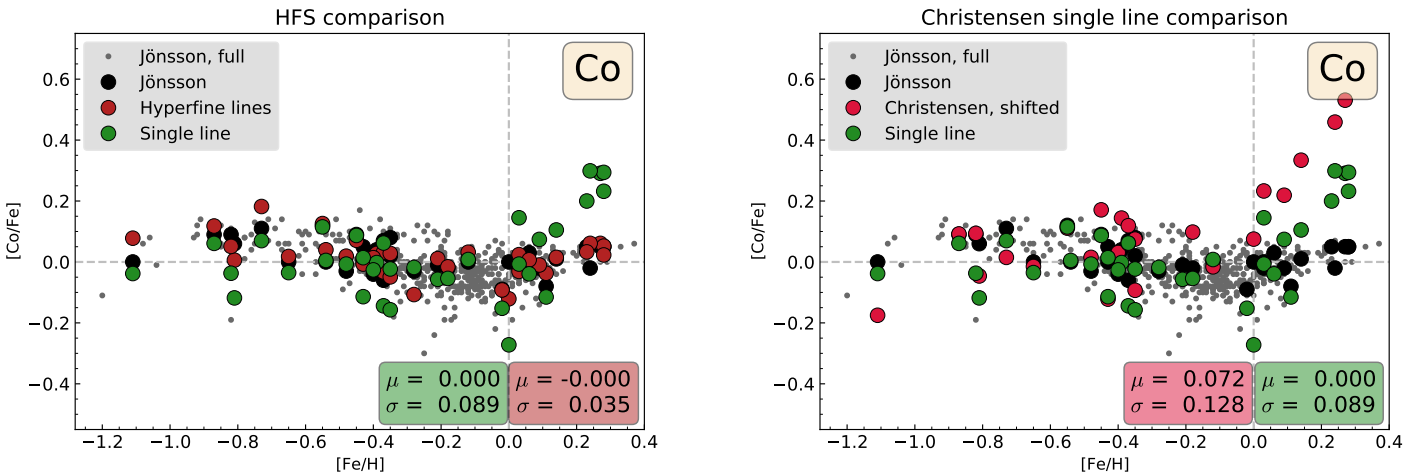 HFS comparison
Jönsson, full
Jönsson
Hyperfine lines
Single line
Co
[Co/Fe]
0.6
0.4
0.2
0.0
−0.2
−0.4
μ = 0.000
σ = 0.089
μ = -0.000
σ = 0.035
−1.2 −1.0 −0.8 −0.6 −0.4 −0.2 0.0 0.2 0.4
[Fe/H]
Christensen single line comparison
Jönsson, full
Jönsson
Christensen, shifted
Single line
Co
[Co/Fe]
0.6
0.4
0.2
0.0
−0.2
−0.4
μ = 0.072
σ = 0.128
μ = 0.000
σ = 0.089
−1.2 −1.0 −0.8 −0.6 −0.4 −0.2 0.0 0.2 0.4
[Fe/H]